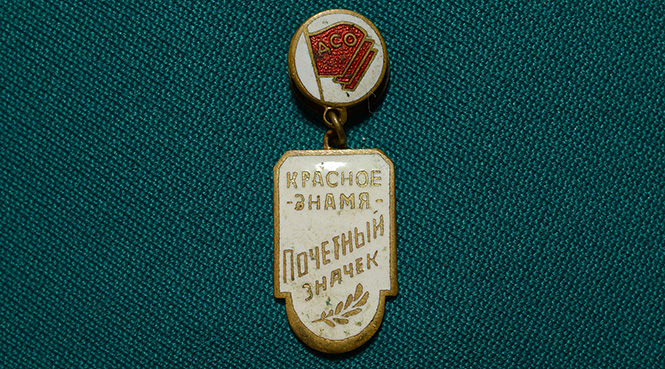 ДСО
КРАСНОЕ
-ЗНАМЯ-
ПОЧЕТНЫЙ
ЗНАЧЕК